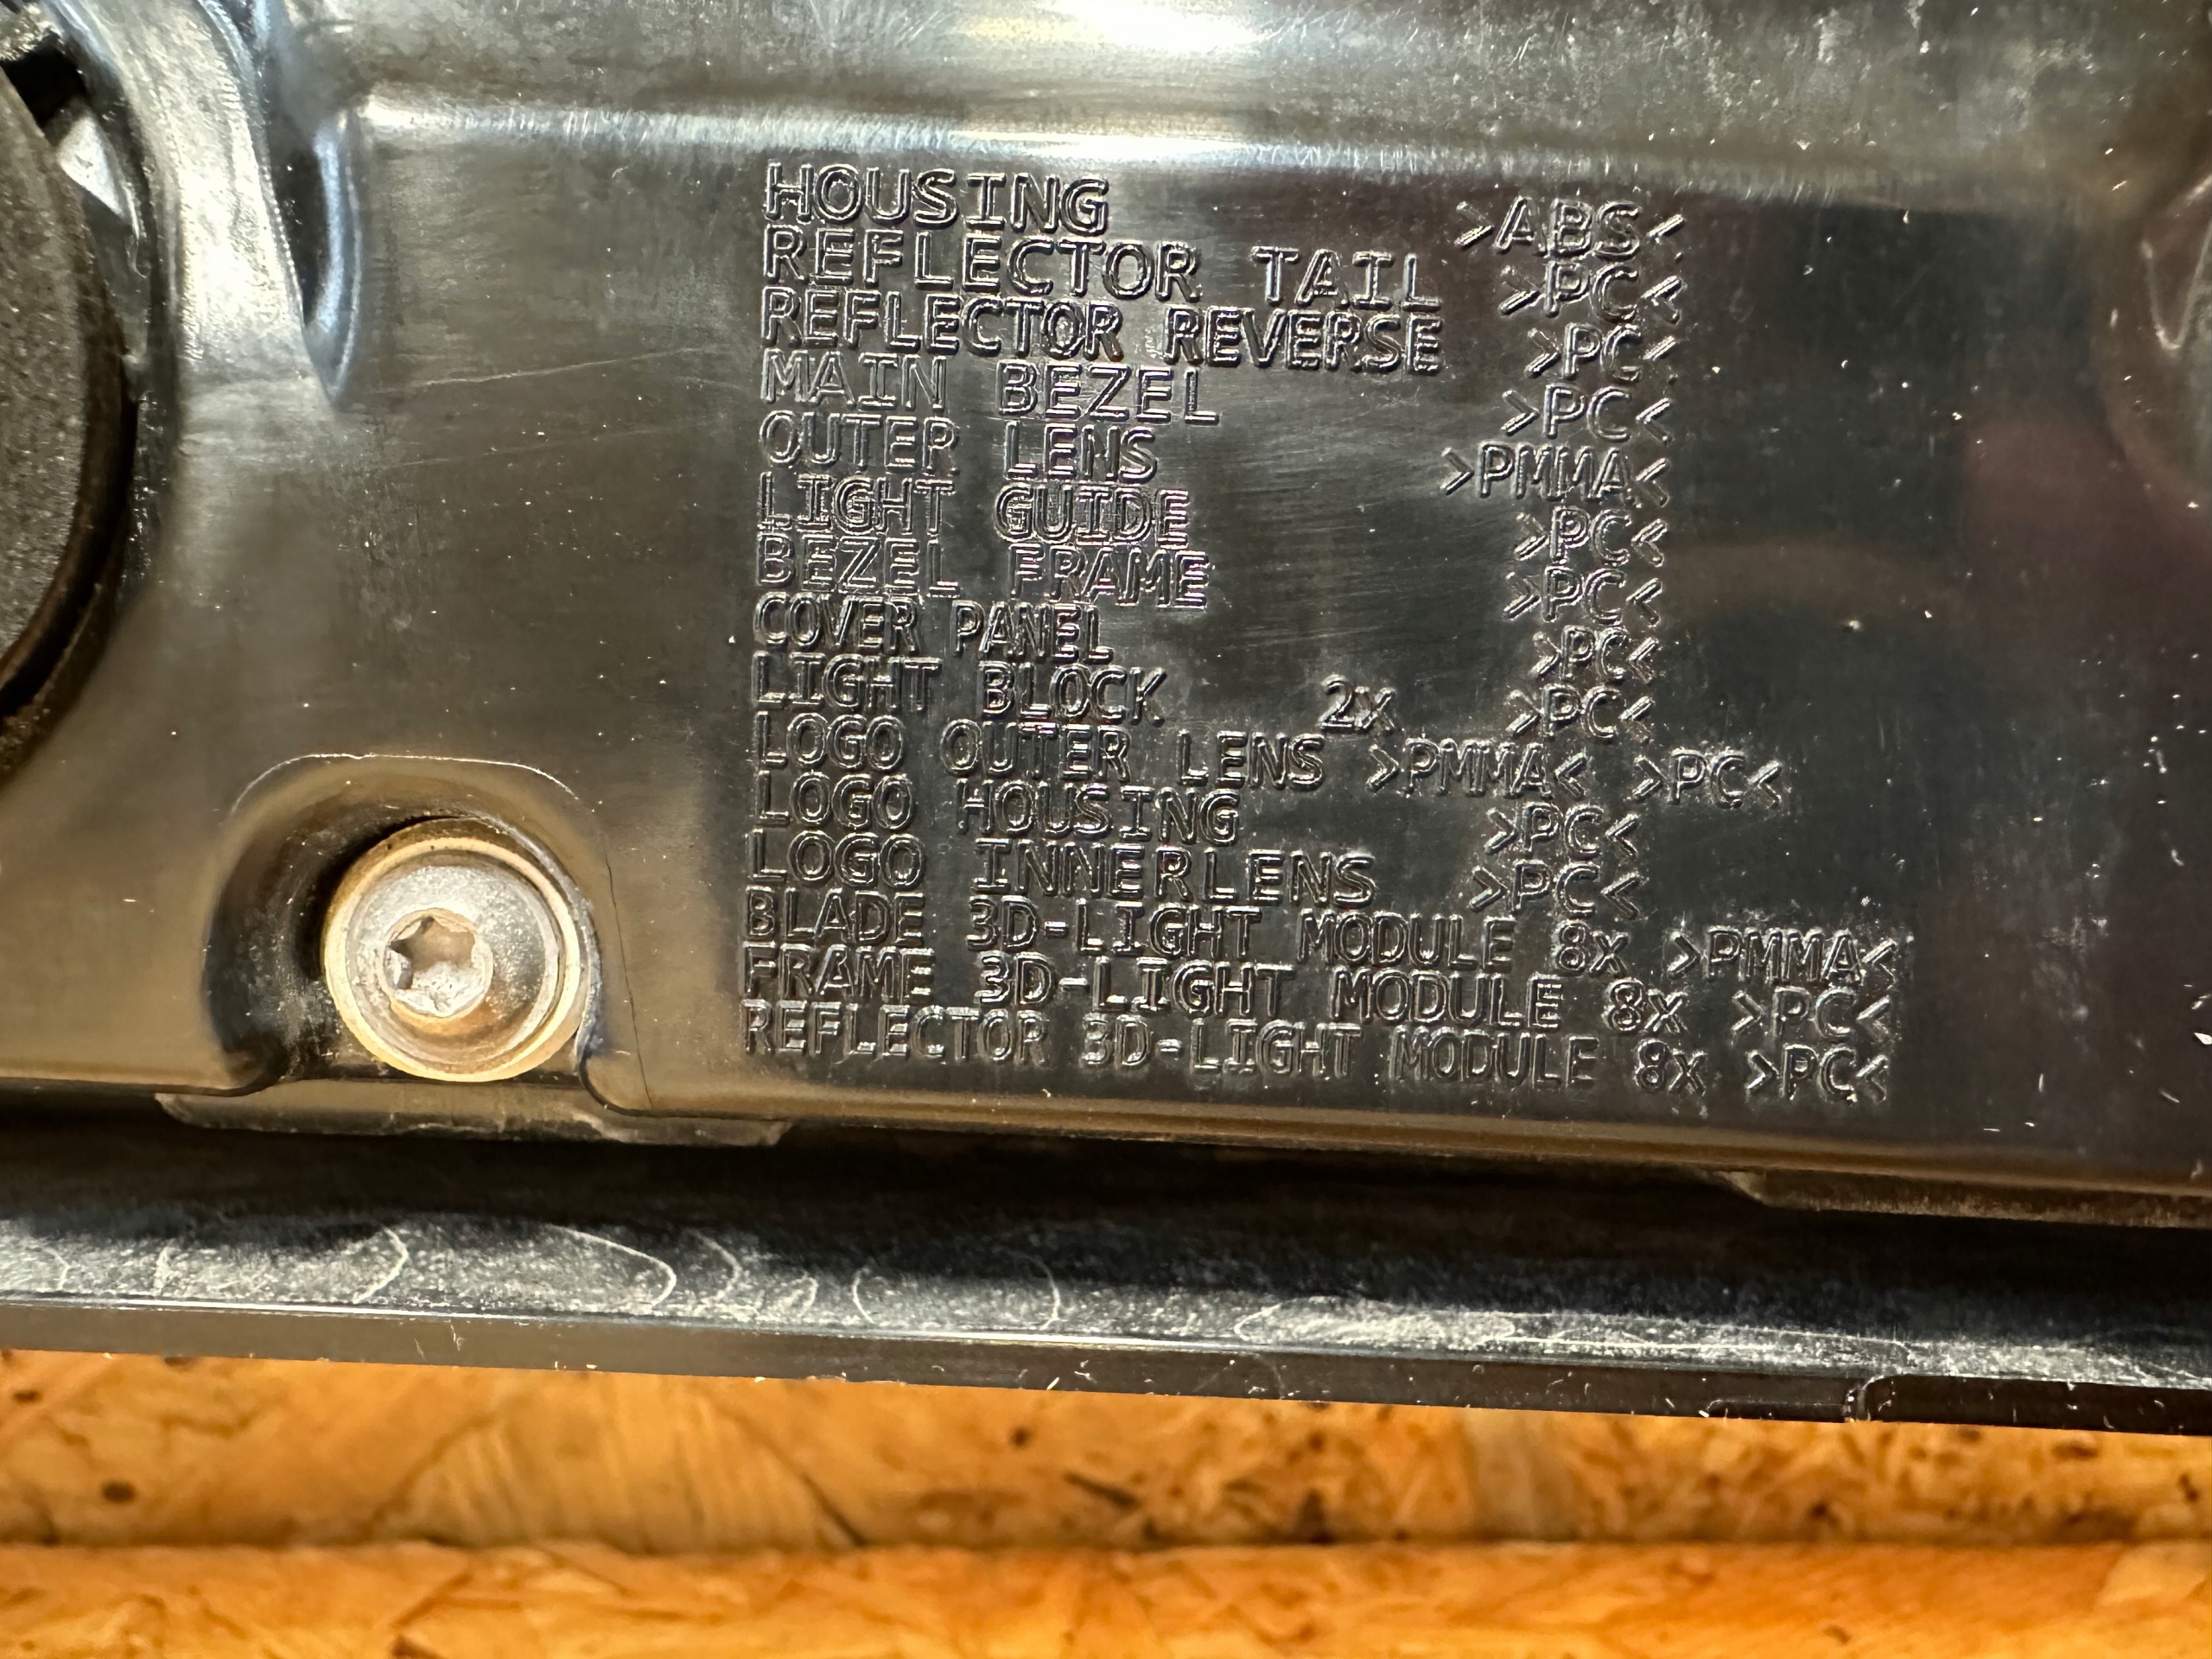 HOUSING >ABS<
REFLECTOR TAIL >PC<
REFLECTOR REVERSE >PC<
MAIN BEZEL >PC<
OUTER LENS >PMMA<
LIGHT GUIDE >PC<
BEZEL FRAME >PC<
COVER PANEL >PC<
LIGHT BLOCK 2x >PC<
LOGO OUTER LENS >PMMA< >PC<
LOGO HOUSING >PC<
LOGO INNERLENS >PC<
BLADE 3D-LIGHT MODULE 8x >PMMA<
FRAME 3D-LIGHT MODULE 8x >PC<
REFLECTOR 3D-LIGHT MODULE 8x >PC<